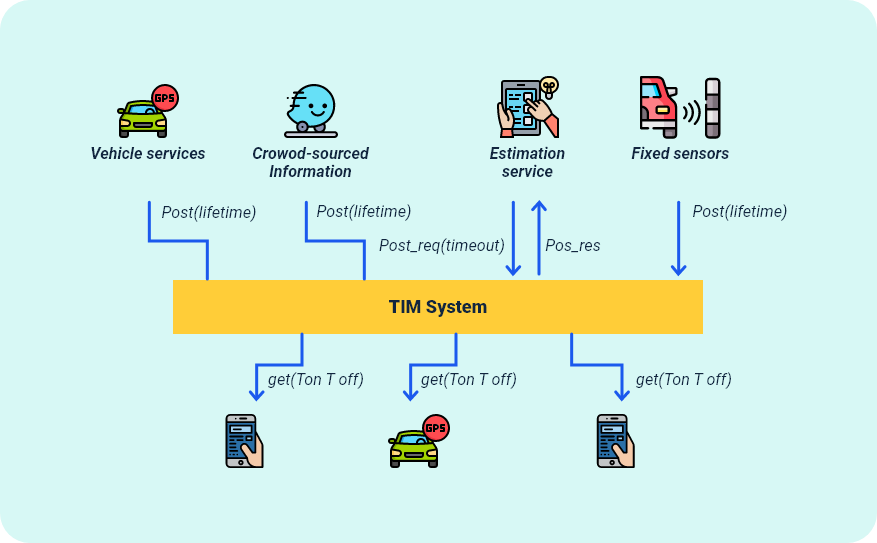 GPS
Vehicle services
Crowod-sourced
Information
Estimation
service
Fixed sensors
Post(lifetime)
Post(lifetime)
Post_req(timeout)
Pos_res
Post(lifetime)
TIM System
get(Ton T off)
get(Ton T off)
get(Ton T off)
GPS